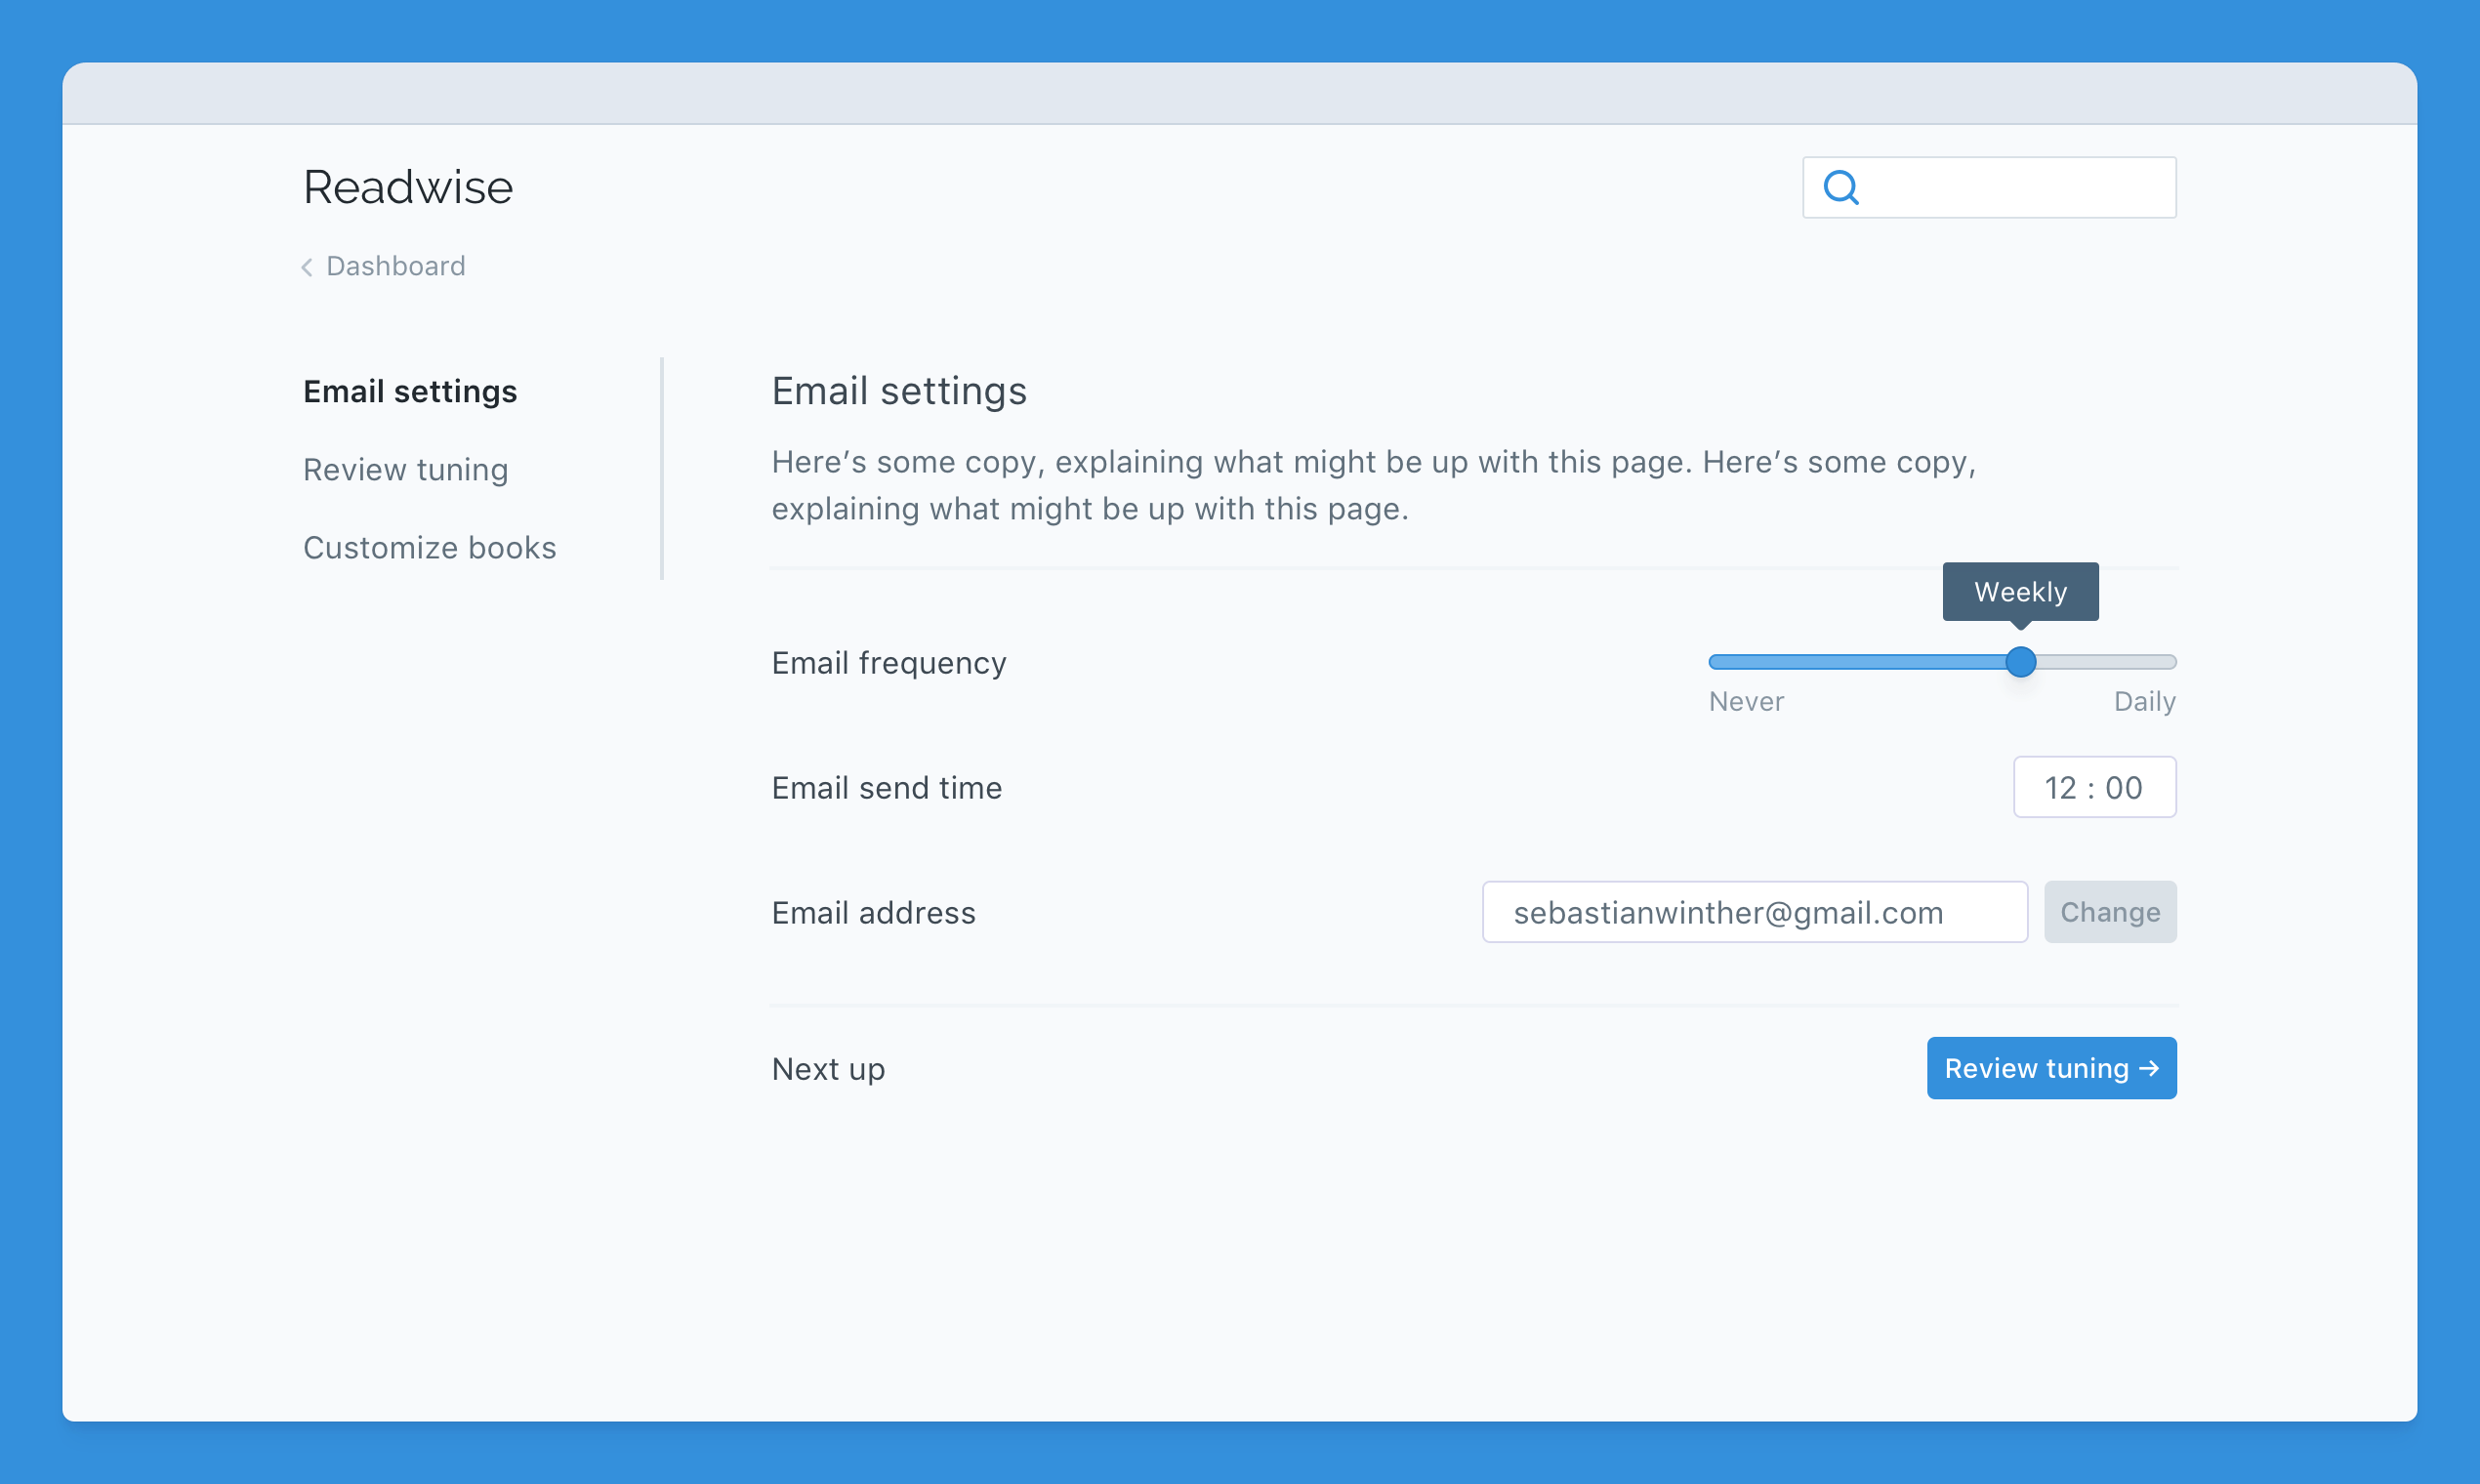 Readwise
Dashboard
Email settings
Review tuning
Customize books
Email settings
Here’s some copy, explaining what might be up with this page. Here’s some copy,
explaining what might be up with this page.
Weekly
Email frequency
Never
Daily
Email send time
12 : 00
Email address
sebastianwinther@gmail.com
Change
Next up
Review tuning →